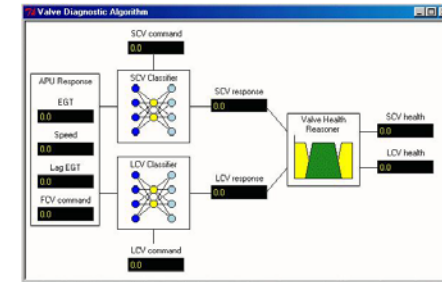 Valve Diagnostic Algorithm
SCV command
0.0
APU Response
EGT
0.0
Speed
0.0
Lag EGT
0.0
FCV command
0.0
SCV Classifier
SCV response
0.0
LCV Classifier
LCV response
0.0
LCV command
0.0
Valve Health
Reasoner
SCV health
0.0
LCV health
0.0